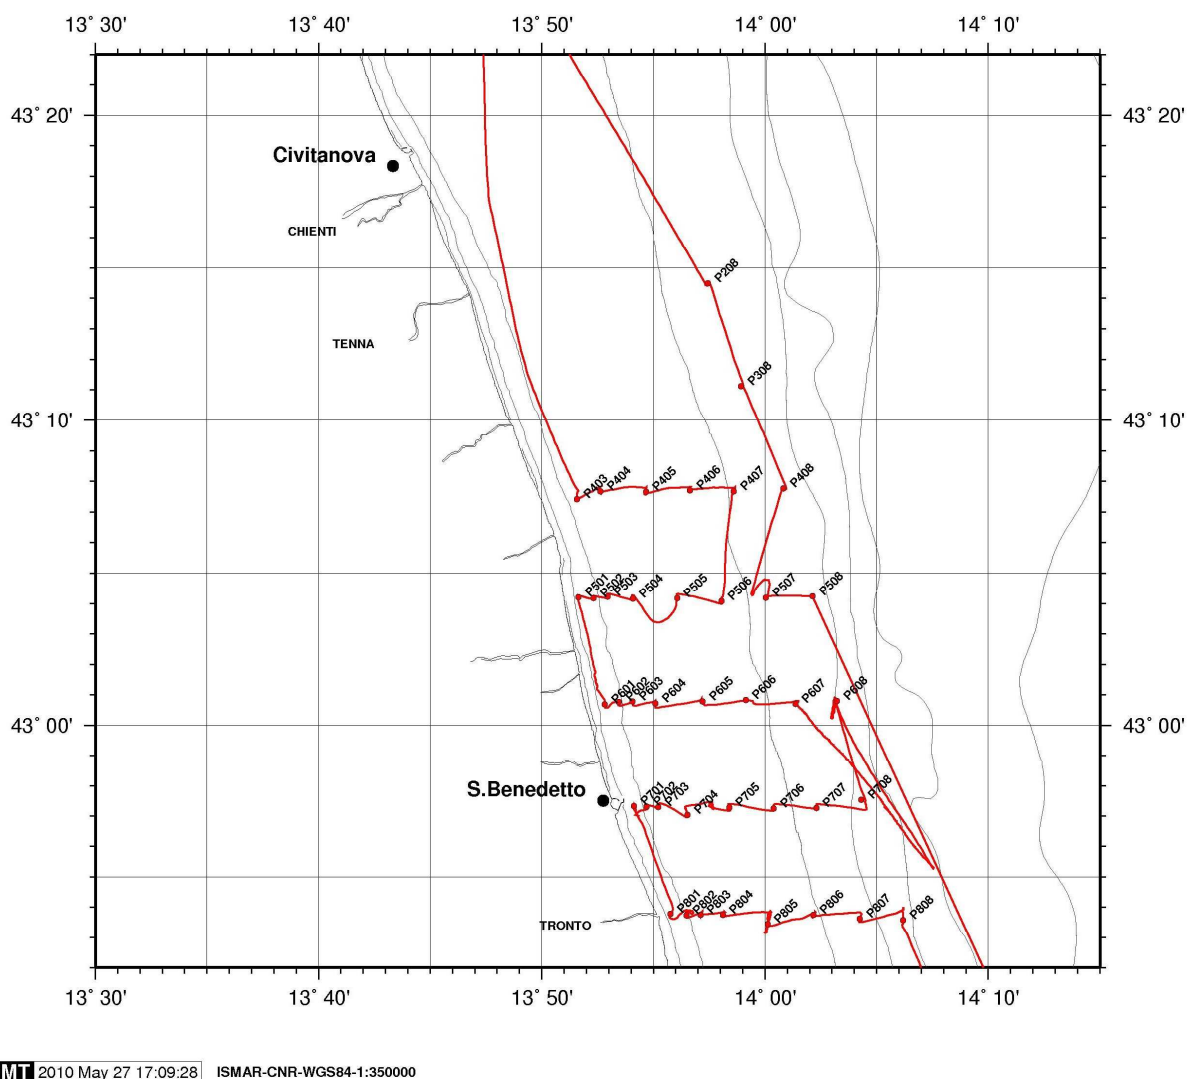 13° 30' 13° 40' 13° 50' 14° 00' 14° 10'
43° 20' 43° 20'
Civitanova
CHIENTI
P208
TENNA
P308
43° 10' 43° 10'
P403 P404 P405 P406 P407 P408
P501 P502 P503 P504 P505 P506 P507 P508
P601 P602 P603 P604 P605 P606 P607 P608
43° 00' 43° 00'
S.Benedetto
P701 P702 P703 P704 P705 P706 P707 P708
P801 P802 P803 P804 P805 P806 P807 P808
TRONTO
13° 30' 13° 40' 13° 50' 14° 00' 14° 10'
MT 2010 May 27 17:09:28 ISMAR-CNR-WGS84-1:350000